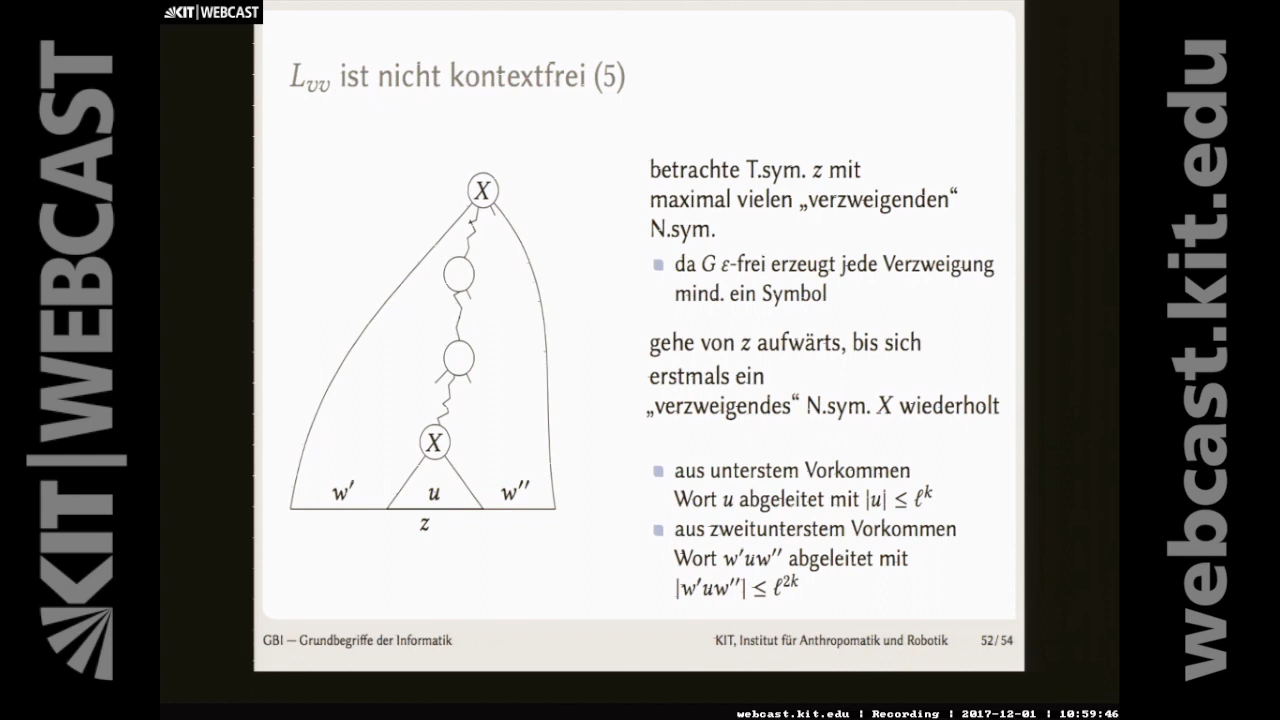 KIT|WEBCAST
KIT|WEBCAST
webcast.kit.edu
L_vv ist nicht kontextfrei (5)
X
X
w′ u w″
z
betrachte T.sym. z mit
maximal vielen „verzweigenden“
N.sym.
da G ε-frei erzeugt jede Verzweigung
mind. ein Symbol
gehe von z aufwärts, bis sich
erstmals ein
„verzweigendes“ N.sym. X wiederholt
aus unterstem Vorkommen
Wort u abgeleitet mit |u| ≤ ℓ^k
aus zweitunterstem Vorkommen
Wort w′uw″ abgeleitet mit
|w′uw″| ≤ ℓ^2k
GBI — Grundbegriffe der Informatik
KIT, Institut für Anthropomatik und Robotik 52/54
webcast.kit.edu | Recording | 2017-12-01 | 10:59:46